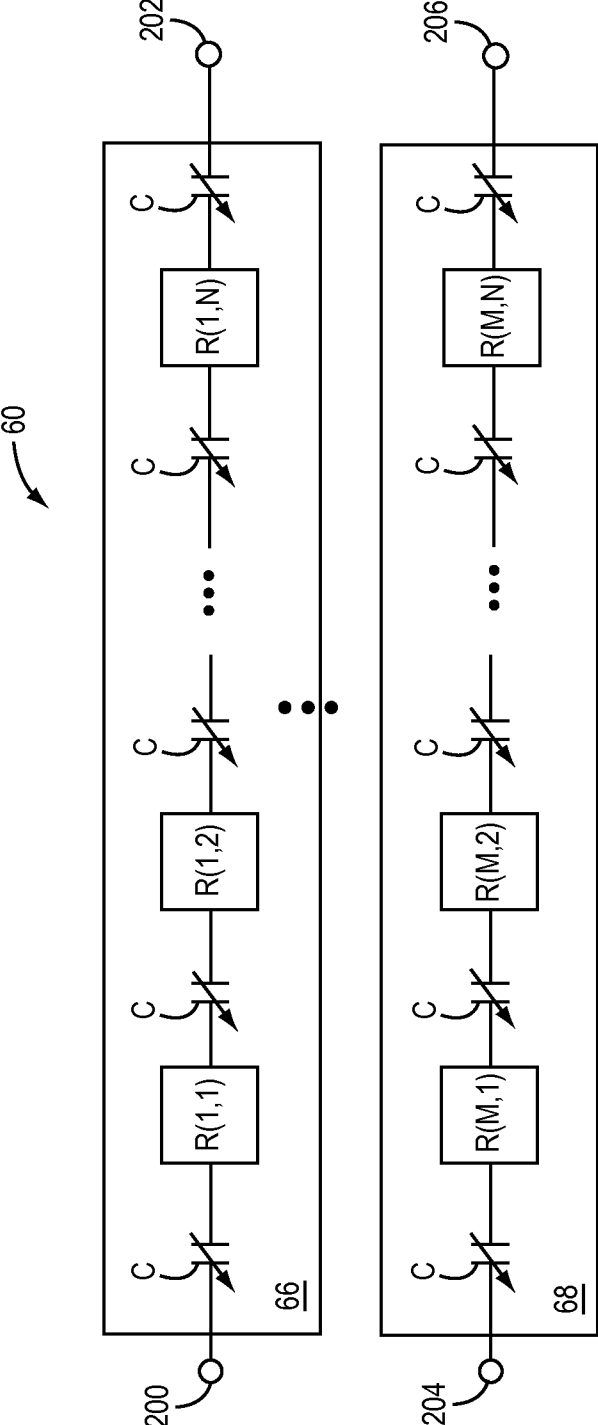 60
200 C C C C C 202
R(1,1) R(1,2) ••• R(1,N)
66
•••
204 C C C C C 206
R(M,1) R(M,2) ••• R(M,N)
68